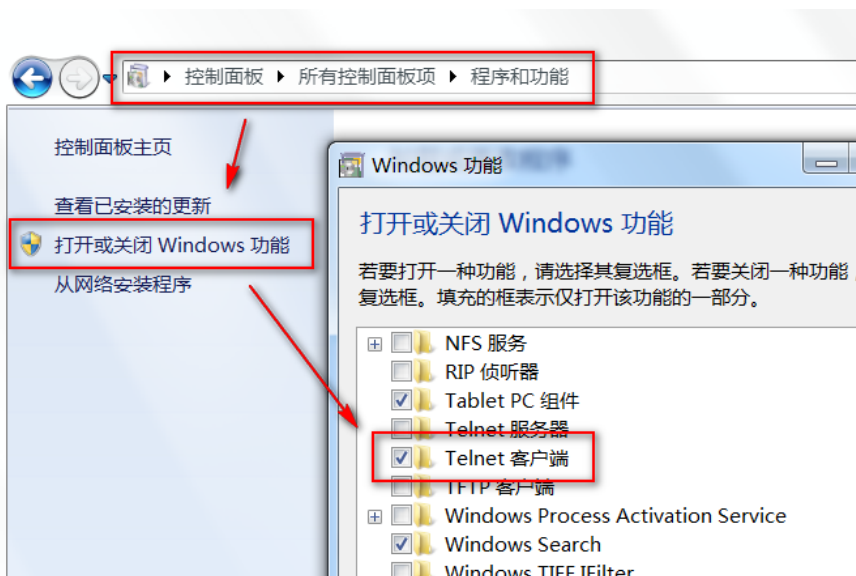 控制面板 ▸ 所有控制面板项 ▸ 程序和功能
控制面板主页
查看已安装的更新
打开或关闭 Windows 功能
从网络安装程序
Windows 功能
打开或关闭 Windows 功能
若要打开一种功能，请选择其复选框。若要关闭一种功能，
复选框。填充的框表示仅打开该功能的一部分。
NFS 服务
RIP 侦听器
Tablet PC 组件
Telnet 服务器
Telnet 客户端
TFTP 客户端
Windows Process Activation Service
Windows Search
Windows TIFF IFilter